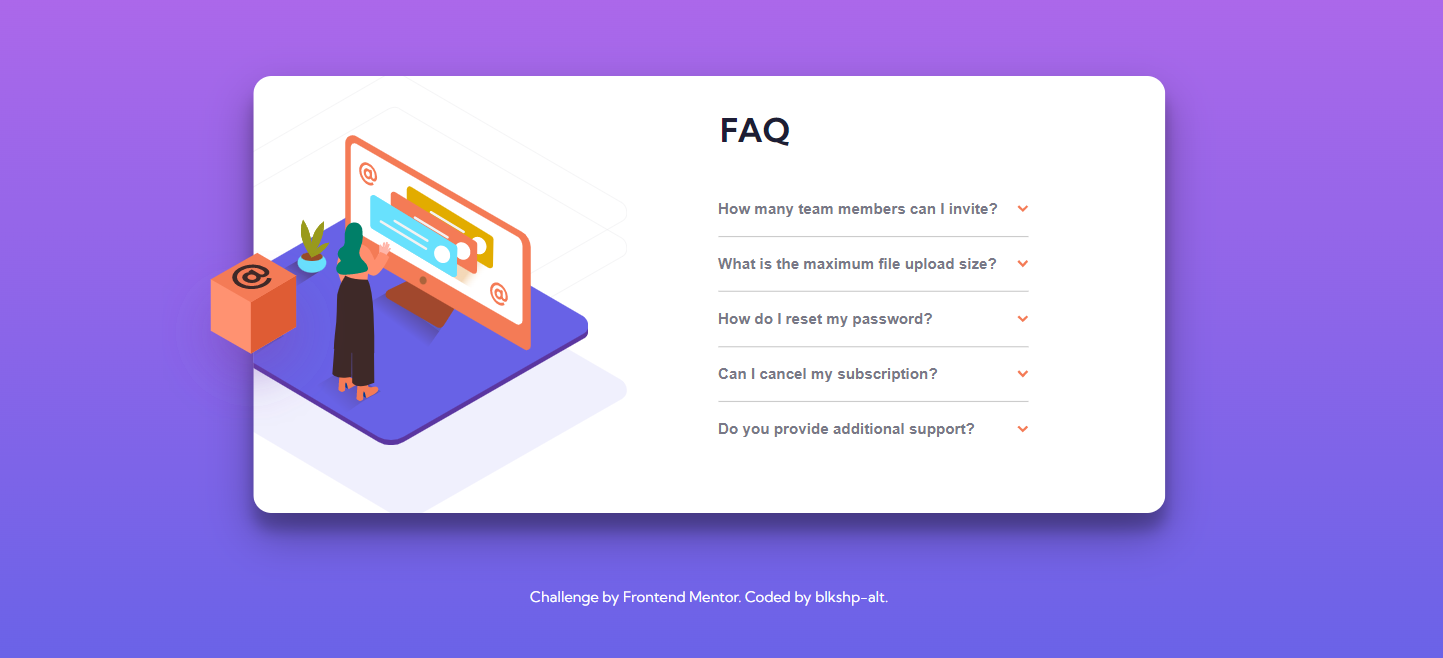 FAQ
How many team members can I invite?
What is the maximum file upload size?
How do I reset my password?
Can I cancel my subscription?
Do you provide additional support?
@
@
@
Challenge by Frontend Mentor. Coded by blkshp-alt.